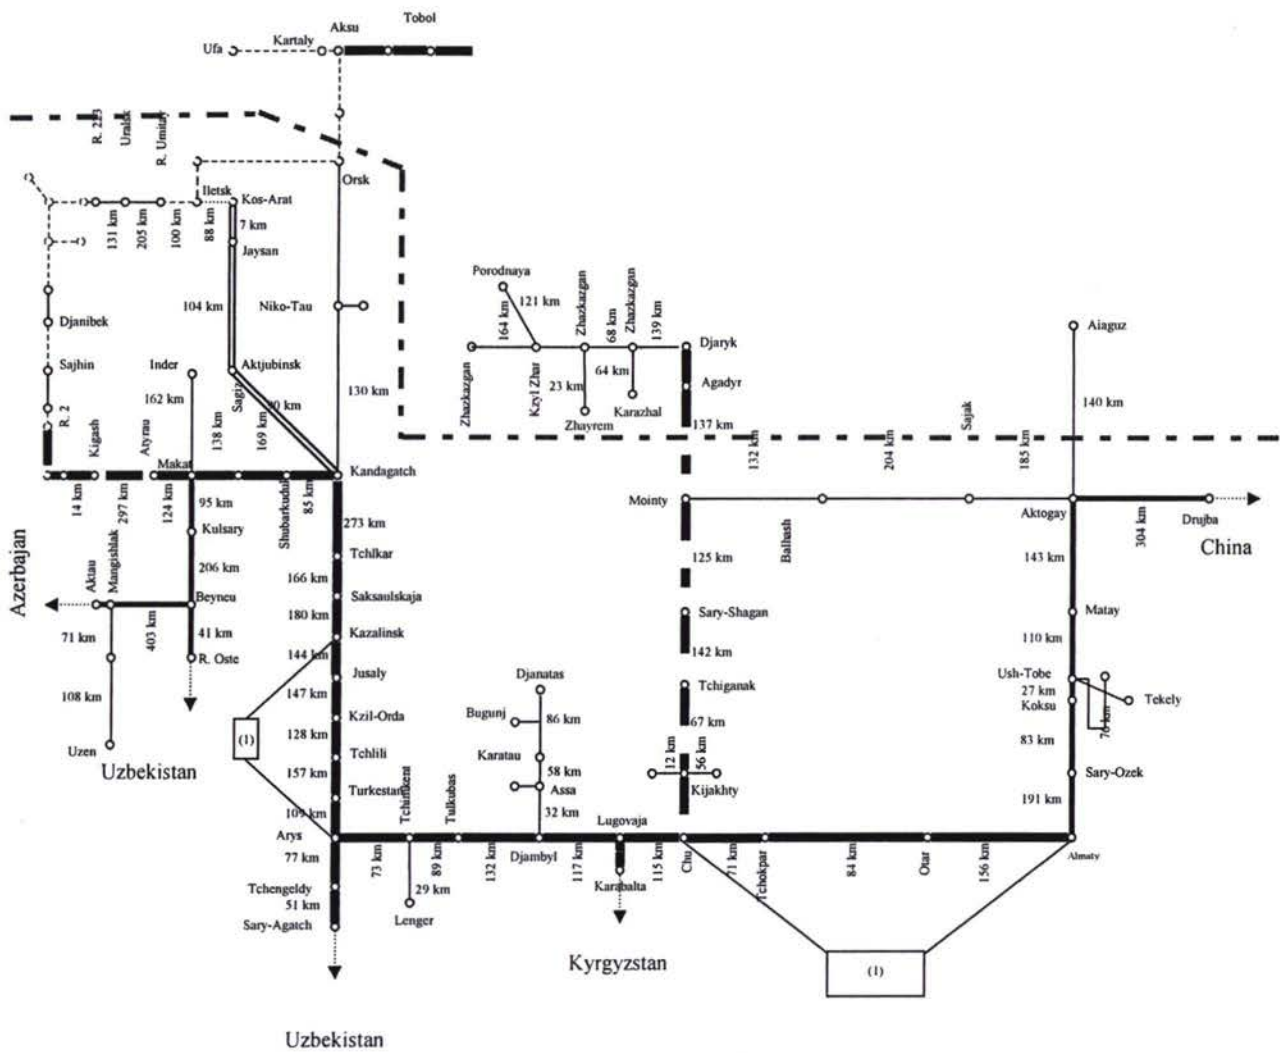 Tobol
Aksu
Kartaly
Ufa
R. 223
Uralsk
R. Umitay
Orsk
Iletsk
Kos-Arat
131 km
205 km
100 km
88 km
7 km
Jaysan
104 km
Niko-Tau
Djanibek
Sajhin
R. 2
Inder
162 km
Aktjubinsk
Sagiz
90 km
130 km
Porodnaya
121 km
164 km
Zhazkazgan
68 km
Zhazkazgan
139 km
Djaryk
Agadyr
137 km
Zhazkazgan
Kzyl Zhar
23 km
Zhayrem
64 km
Karazhal
Aiaguz
140 km
Sajak
132 km
204 km
185 km
Kigash
Atyrau
Makat
138 km
169 km
Kandagatch
14 km
297 km
124 km
95 km
Shubarkuduk
85 km
273 km
Kulsary
Tchlkar
206 km
166 km
Saksaulskaja
Mointy
Balhash
Aktogay
304 km
Drujba
China
125 km
143 km
Azerbajan
Aktau
Mangishlak
Beyneu
180 km
Kazalinsk
71 km
403 km
41 km
R. Oste
144 km
Jusaly
108 km
147 km
Uzen
Uzbekistan
(1)
Kzil-Orda
128 km
Tchlili
157 km
Turkestan
109 km
Sary-Shagan
142 km
Tchiganak
67 km
12 km
56 km
Kijakhty
Matay
110 km
Ush-Tobe
27 km
Koksu
Tekely
76 km
83 km
Sary-Ozek
191 km
Djanatas
Bugunj
86 km
Karatau
58 km
Assa
32 km
Arys
Tchimkent
Tulkubas
Djambyl
Lugovaja
Chu
Tchokpar
Otar
Almaty
77 km
73 km
89 km
132 km
117 km
115 km
71 km
84 km
156 km
Tchengeldy
51 km
Sary-Agatch
29 km
Lenger
Karabalta
Kyrgyzstan
(1)
Uzbekistan